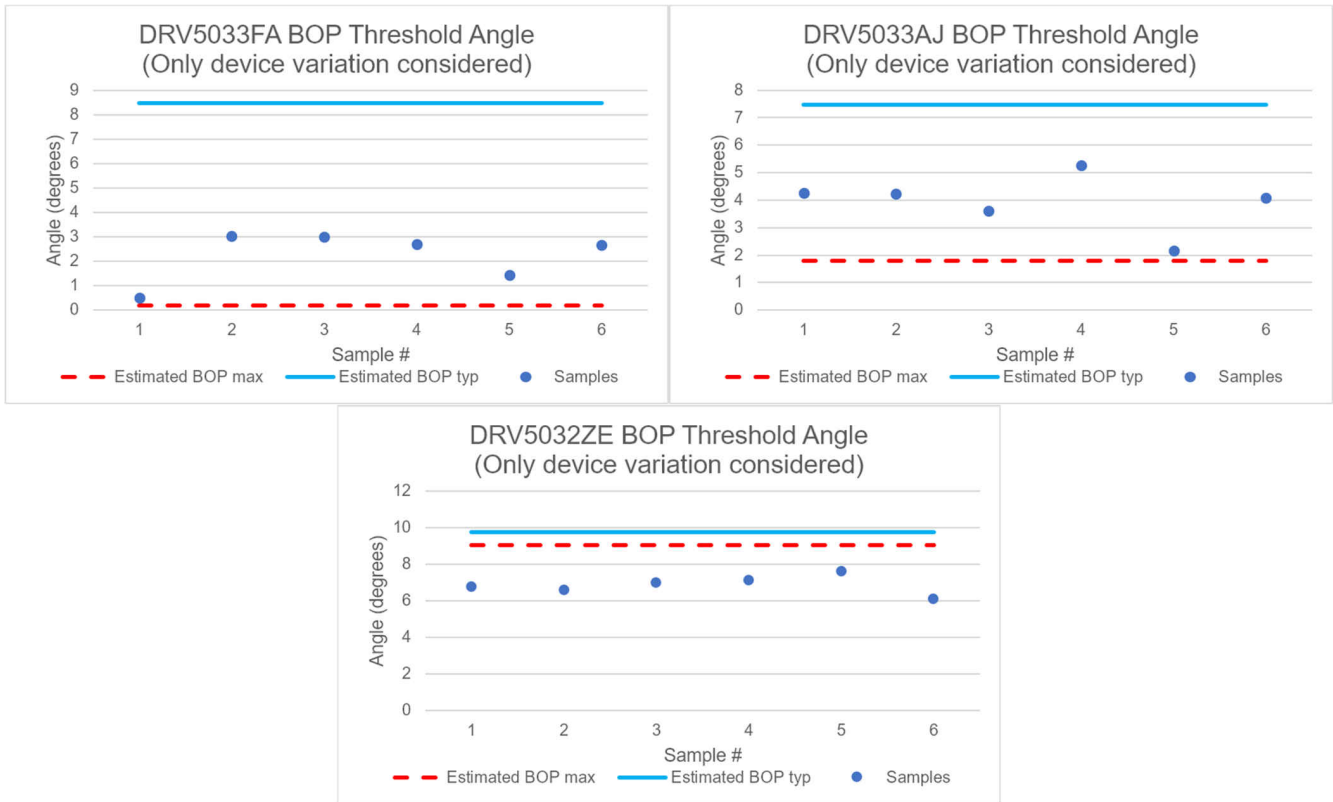 DRV5033FA BOP Threshold Angle
(Only device variation considered)
9
8
7
6
5
4
3
2
1
0
Angle (degrees)
1 2 3 4 5 6
Sample #
Estimated BOP max Estimated BOP typ Samples
DRV5033AJ BOP Threshold Angle
(Only device variation considered)
8
7
6
5
4
3
2
1
0
Angle (degrees)
1 2 3 4 5 6
Sample #
Estimated BOP max Estimated BOP typ Samples
DRV5032ZE BOP Threshold Angle
(Only device variation considered)
12
10
8
6
4
2
0
Angle (degrees)
1 2 3 4 5 6
Sample #
Estimated BOP max Estimated BOP typ Samples